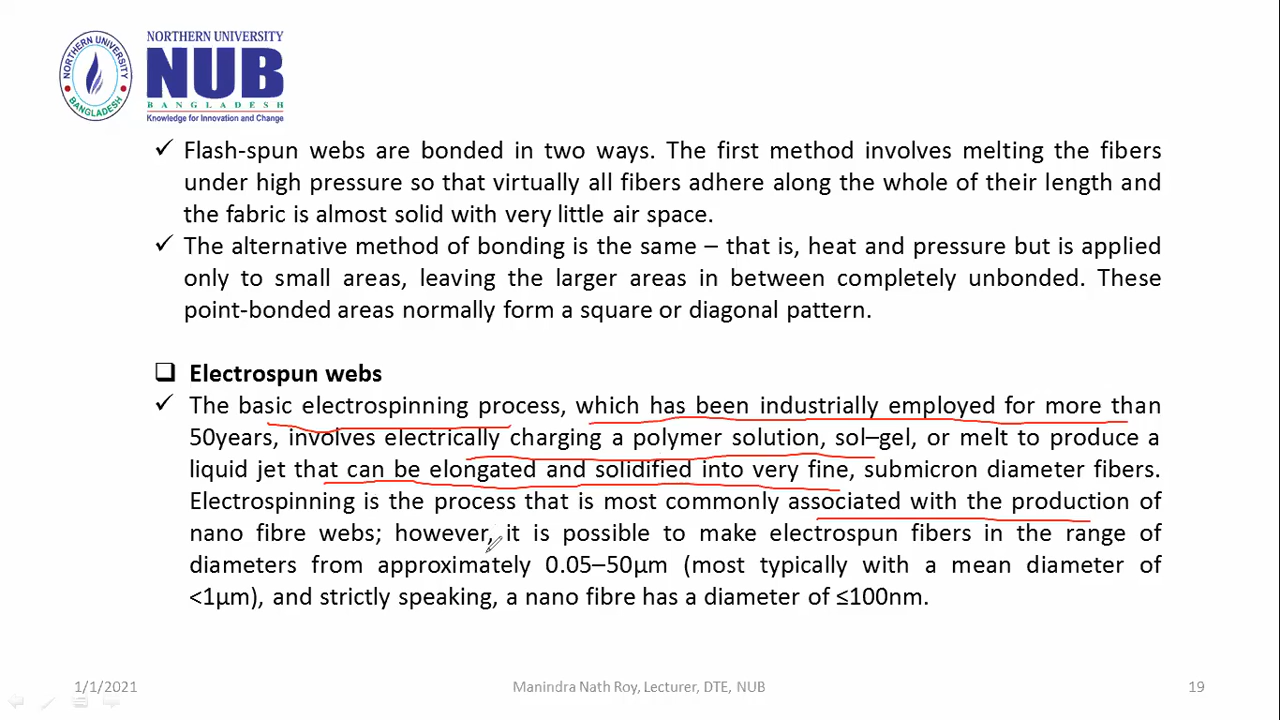 NORTHERN UNIVERSITY
NUB
BANGLADESH
Knowledge for Innovation and Change
NORTHERN UNIVERSITY
BANGLADESH
✓ Flash-spun webs are bonded in two ways. The first method involves melting the fibers
under high pressure so that virtually all fibers adhere along the whole of their length and
the fabric is almost solid with very little air space.
✓ The alternative method of bonding is the same – that is, heat and pressure but is applied
only to small areas, leaving the larger areas in between completely unbonded. These
point-bonded areas normally form a square or diagonal pattern.
❑ Electrospun webs
✓ The basic electrospinning process, which has been industrially employed for more than
50years, involves electrically charging a polymer solution, sol–gel, or melt to produce a
liquid jet that can be elongated and solidified into very fine, submicron diameter fibers.
Electrospinning is the process that is most commonly associated with the production of
nano fibre webs; however, it is possible to make electrospun fibers in the range of
diameters from approximately 0.05–50µm (most typically with a mean diameter of
<1µm), and strictly speaking, a nano fibre has a diameter of ≤100nm.
1/1/2021
Manindra Nath Roy, Lecturer, DTE, NUB
19